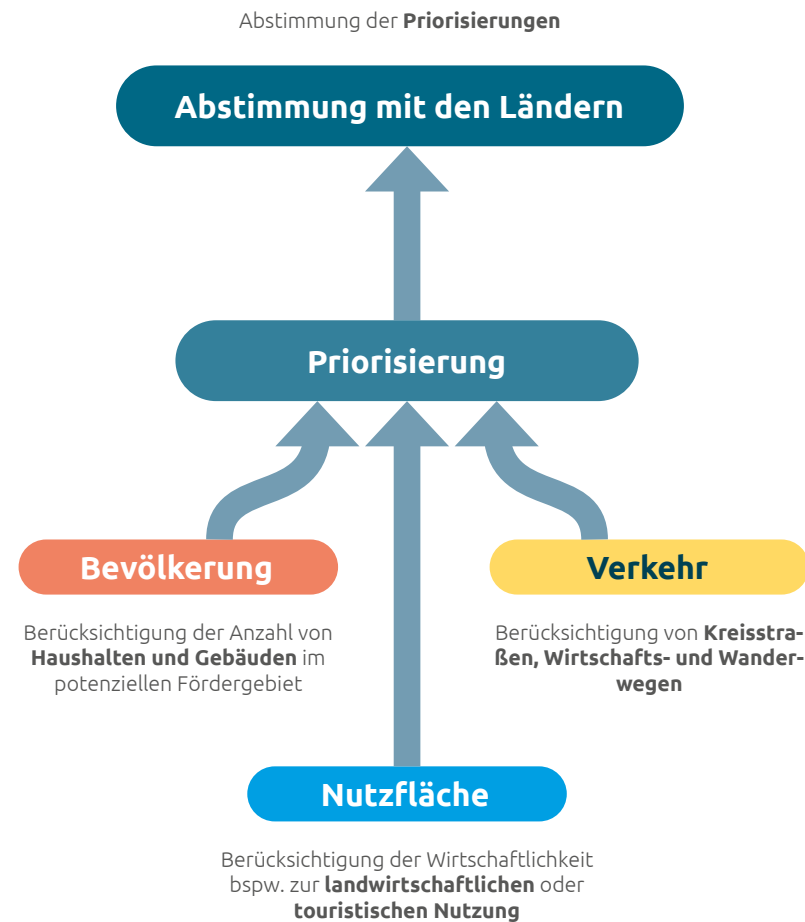 Abstimmung der Priorisierungen
Abstimmung mit den Ländern
Priorisierung
Bevölkerung
Berücksichtigung der Anzahl von
Haushalten und Gebäuden im
potenziellen Fördergebiet
Verkehr
Berücksichtigung von Kreisstra-
ßen, Wirtschafts- und Wander-
wegen
Nutzfläche
Berücksichtigung der Wirtschaftlichkeit
bspw. zur landwirtschaftlichen oder
touristischen Nutzung